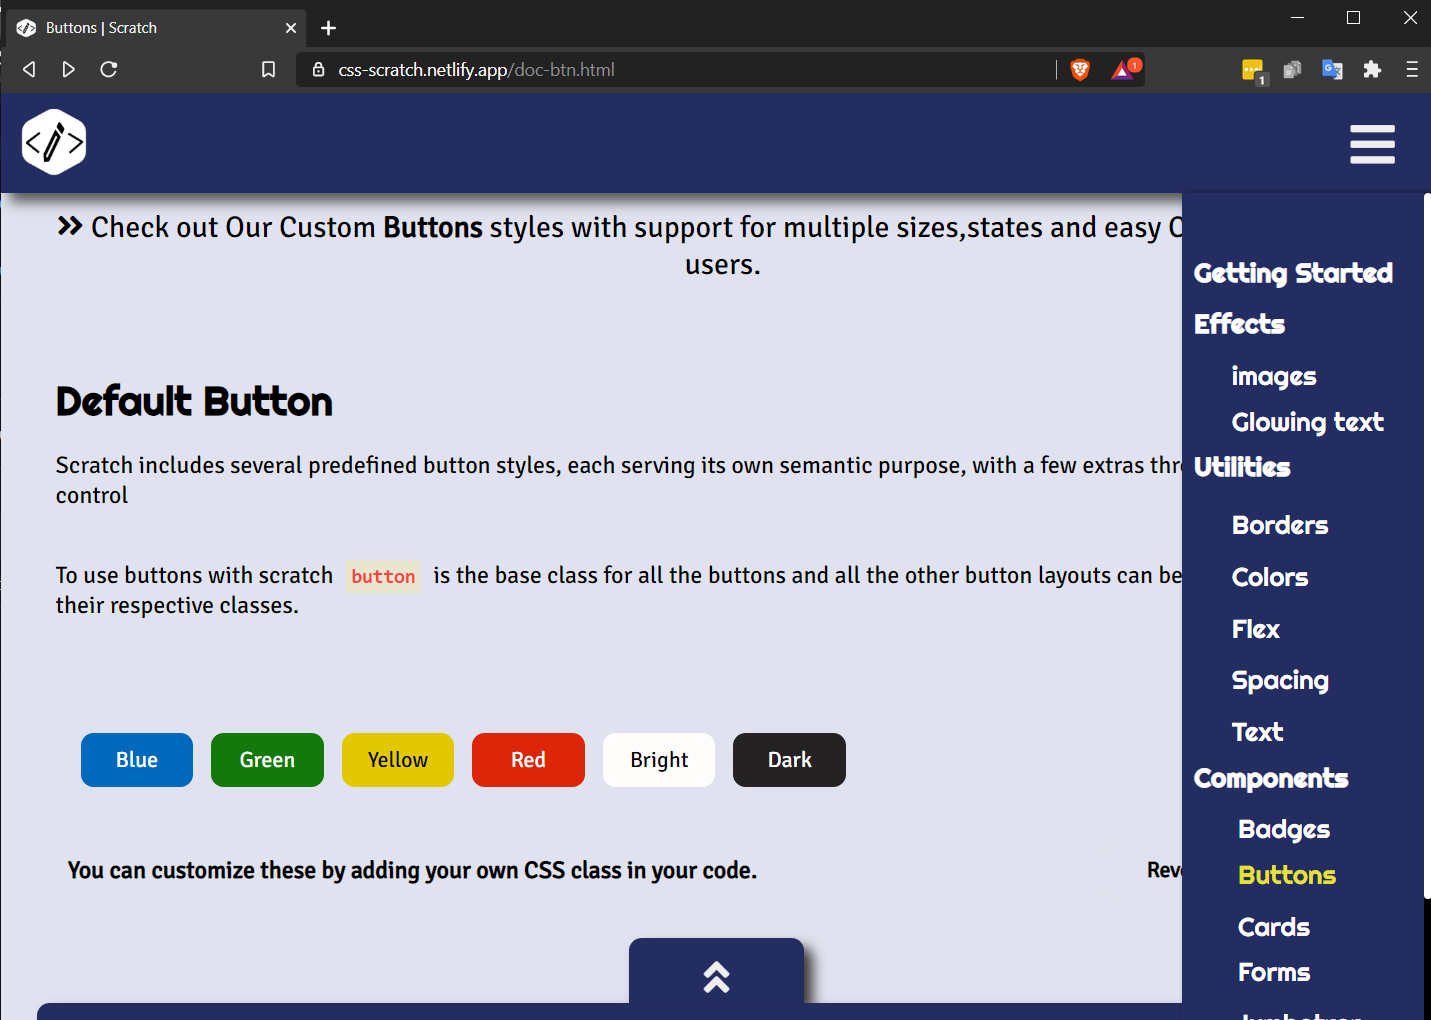 Buttons | Scratch
css-scratch.netlify.app/doc-btn.html
1
1
Check out Our Custom Buttons styles with support for multiple sizes,states and easy
users.
Default Button
Scratch includes several predefined button styles, each serving its own semantic purpose, with a few extras
control
To use buttons with scratch button is the base class for all the buttons and all the other button layouts can be
their respective classes.
Blue
Green
Yellow
Red
Bright
Dark
You can customize these by adding your own CSS class in your code.
Getting Started
Effects
images
Glowing text
Utilities
Borders
Colors
Flex
Spacing
Text
Components
Badges
Buttons
Cards
Forms